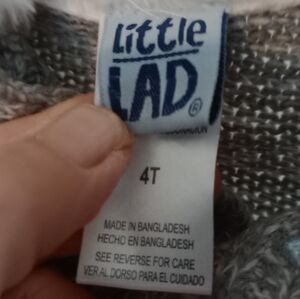 Little
LAD®
4T
MADE IN BANGLADESH
HECHO EN BANGLADESH
SEE REVERSE FOR CARE
VER AL DORSO PARA EL CUIDADO